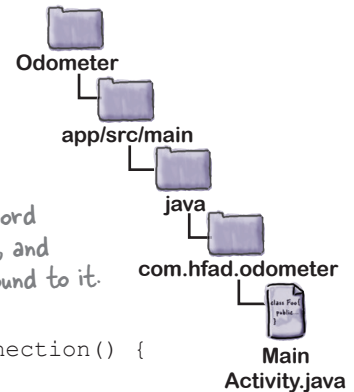 Odometer
app/src/main
java
ord
, and
ound to it.
com.hfad.odometer
class Foo{
public
}
nection() {
Main
Activity.java